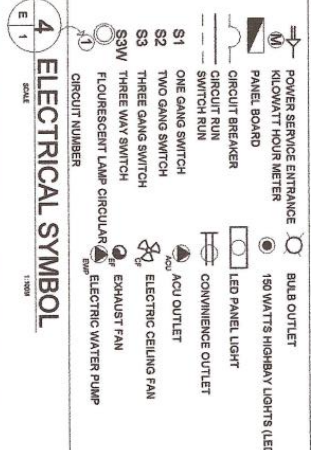 POWER SERVICE ENTRANCE
M KILOWATT HOUR METER
PANEL BOARD
CIRCUIT BREAKER
CIRCUIT RUN
SWITCH RUN
S1 ONE GANG SWITCH
S2 TWO GANG SWITCH
S3 THREE GANG SWITCH
S3W THREE WAY SWITCH
FLOURESCENT LAMP CIRCULAR
1 CIRCUIT NUMBER
BULB OUTLET
150 WATTS HIGHBAY LIGHTS (LED
LED PANEL LIGHT
CONVINIENCE OUTLET
ACU ACU OUTLET
CF ELECTRIC CEILING FAN
EF EXHAUST FAN
EWP ELECTRIC WATER PUMP
4 ELECTRICAL SYMBOL
E 1 SCALE 1:100M